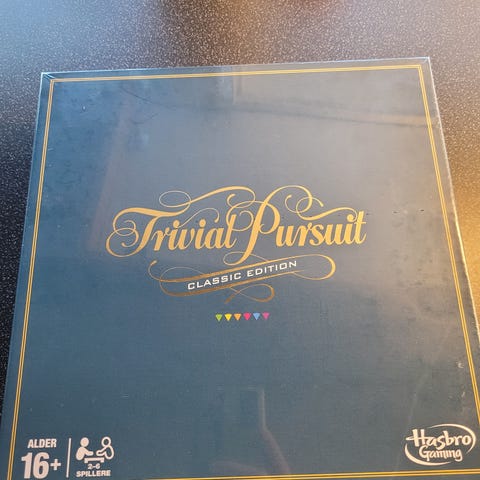 Trivial Pursuit
CLASSIC EDITION
ALDER
16+
2-6
SPILLERE
Hasbro
Gaming